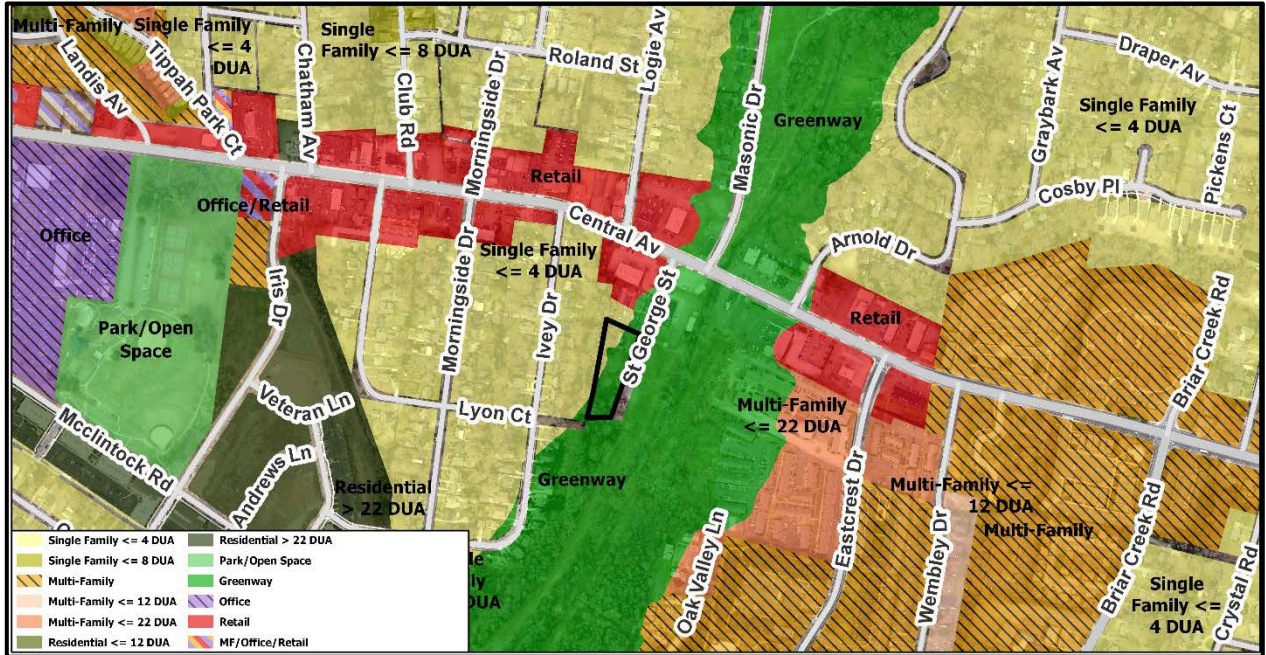 Multi-Family
Single Family
<= 4
DUA
Single
Family <= 8 DUA
Landis Av
Tippah Park Ct
Chatham Av
Club Rd
Morningside Dr
Roland St
Logie Av
Masonic Dr
Greenway
Graybark Av
Draper Av
Single Family
<= 4 DUA
Pickens Ct
Cosby Pl
Arnold Dr
Retail
Office/Retail
Central Av
Office
Single Family
<= 4 DUA
Iris Dr
Park/Open
Space
Morningside Dr
Ivey Dr
St George St
Retail
Briar Creek Rd
Veteran Ln
Lyon Ct
Multi-Family
<= 22 DUA
Mcclintock Rd
Andrews Ln
Residential
> 22 DUA
Greenway
Eastcrest Dr
Multi-Family <=
12 DUA
Multi-Family
Oak Valley Ln
Wembley Dr
Briar Creek Rd
Single
Family <=
4 DUA
Crystal Rd
DUA
Single Family <= 4 DUA
Single Family <= 8 DUA
Multi-Family
Multi-Family <= 12 DUA
Multi-Family <= 22 DUA
Residential <= 12 DUA
Residential > 22 DUA
Park/Open Space
Greenway
Office
Retail
MF/Office/Retail